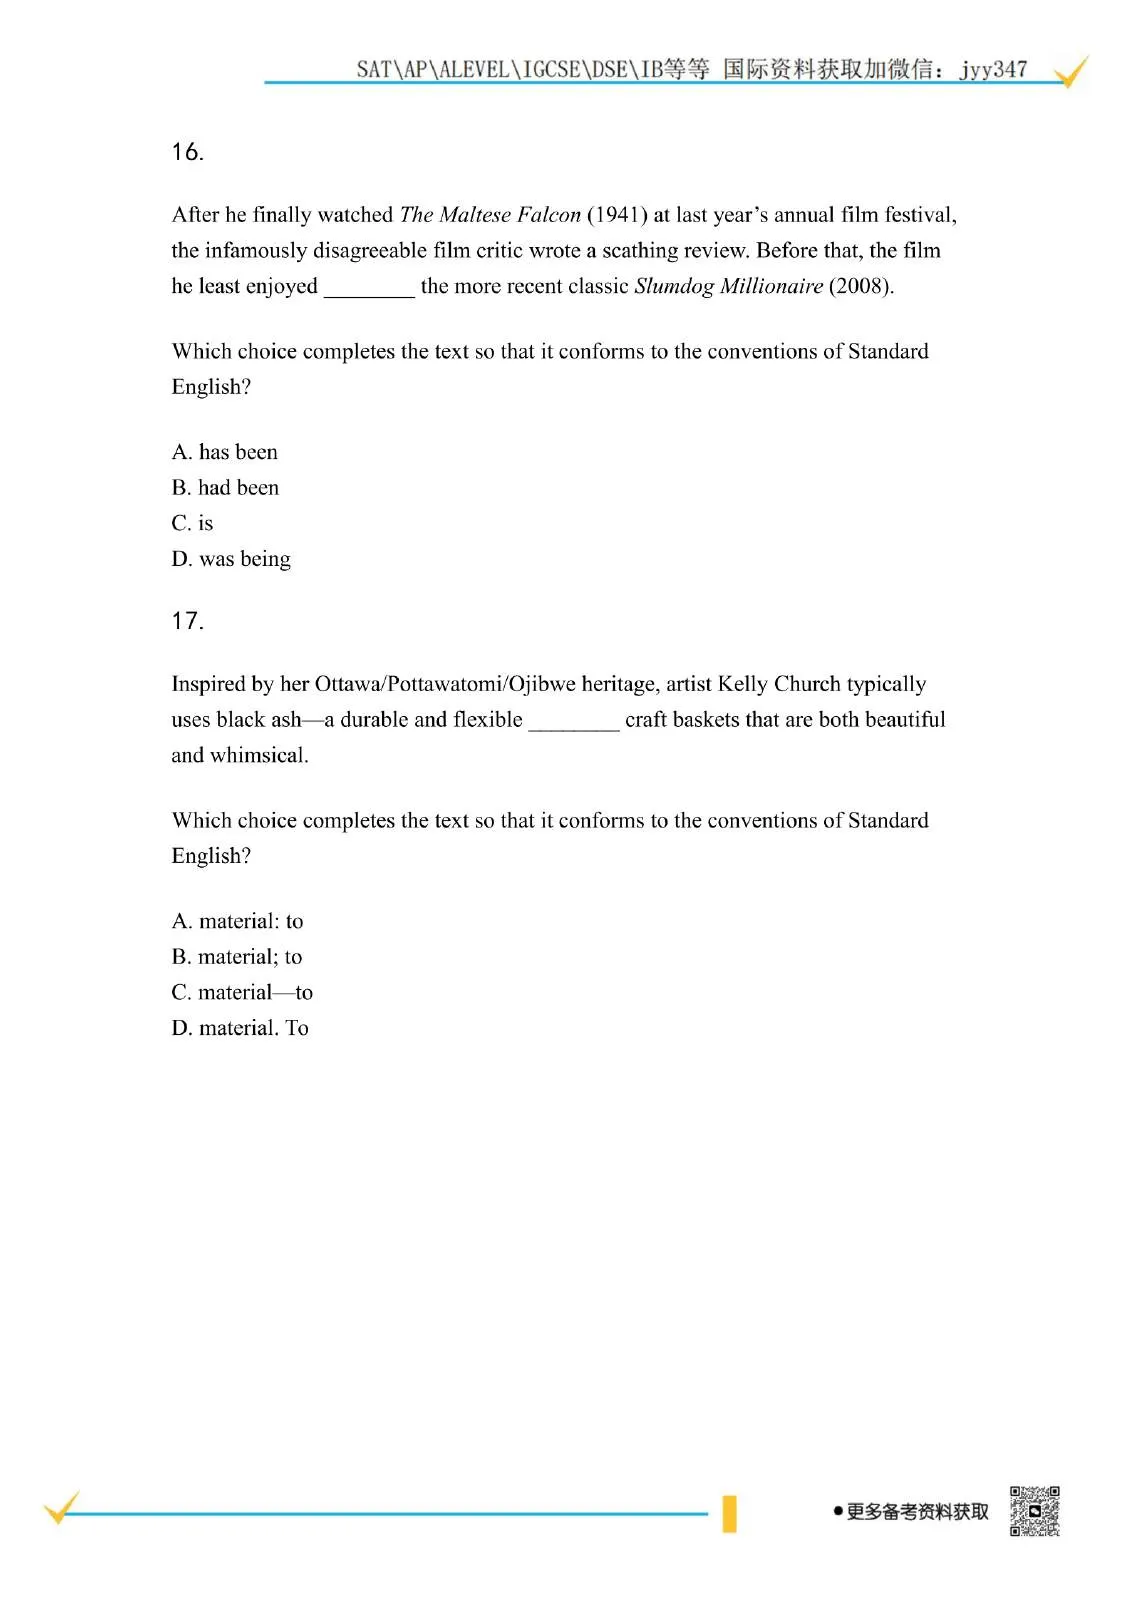 SAT\AP\ALEVEL\IGCSE\DSE\IB等等 国际资料获取加微信：jyy347
16.
After he finally watched The Maltese Falcon (1941) at last year’s annual film festival,
the infamously disagreeable film critic wrote a scathing review. Before that, the film
he least enjoyed ________ the more recent classic Slumdog Millionaire (2008).
Which choice completes the text so that it conforms to the conventions of Standard
English?
A. has been
B. had been
C. is
D. was being
17.
Inspired by her Ottawa/Pottawatomi/Ojibwe heritage, artist Kelly Church typically
uses black ash—a durable and flexible ________ craft baskets that are both beautiful
and whimsical.
Which choice completes the text so that it conforms to the conventions of Standard
English?
A. material: to
B. material; to
C. material—to
D. material. To
●更多备考资料获取